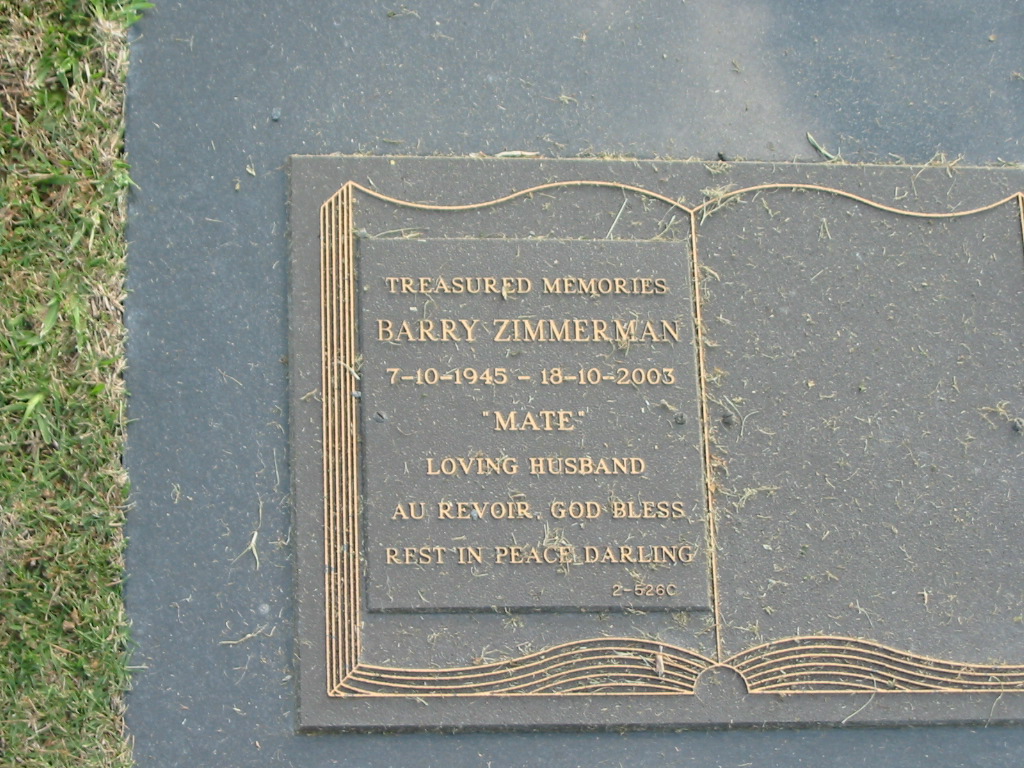 TREASURED MEMORIES
BARRY ZIMMERMAN
7-10-1945 - 18-10-2003
"MATE"
LOVING HUSBAND
AU REVOIR, GOD BLESS
REST IN PEACE DARLING
2-526C